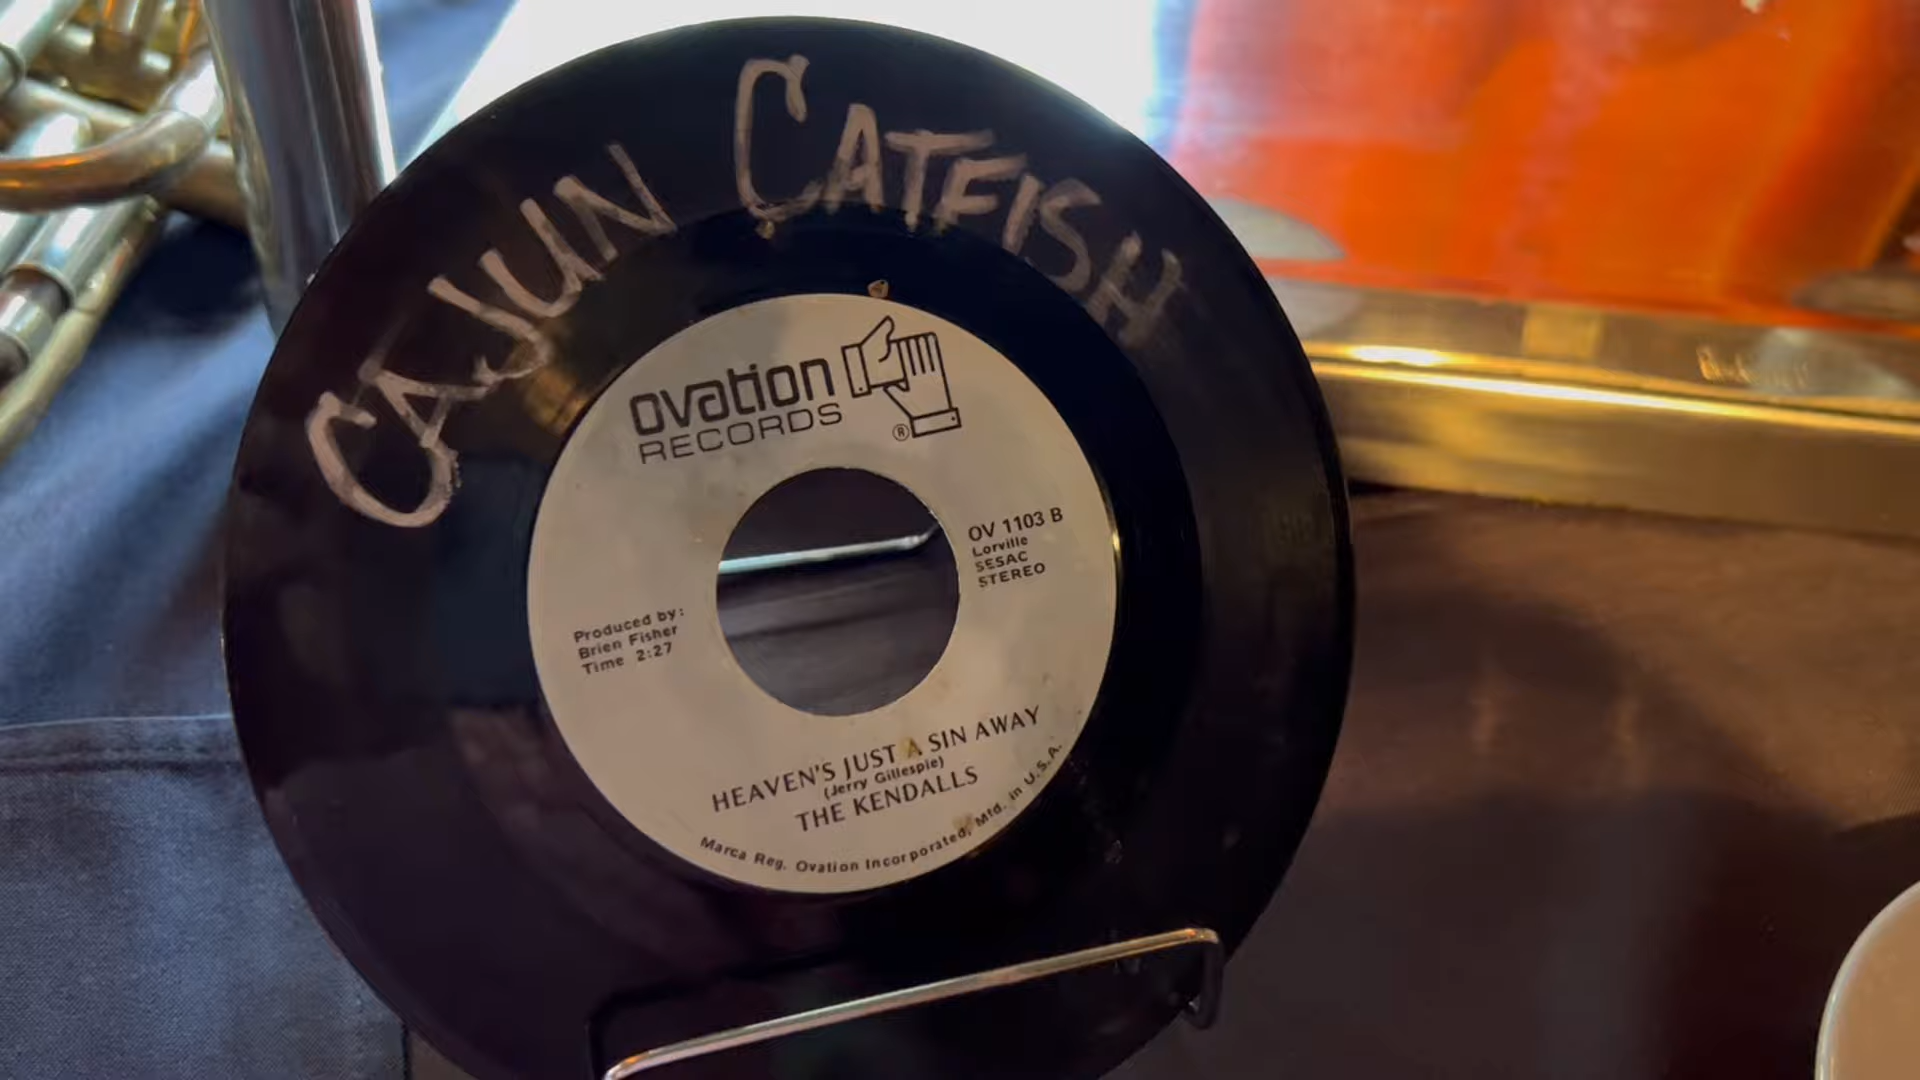 CAJUN CATFISH
ovation
RECORDS
®
OV 1103 B
Lorville
SESAC
STEREO
Produced by:
Brien Fisher
Time 2:27
HEAVEN'S JUST A SIN AWAY
(Jerry Gillespie)
THE KENDALLS
Marca Reg. Ovation Incorporated, Mfd. in U.S.A.